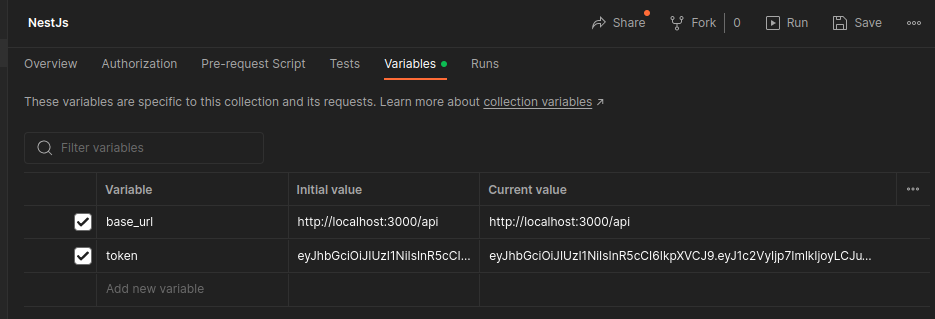 NestJs Share Fork 0 Run Save
Overview Authorization Pre-request Script Tests Variables Runs
These variables are specific to this collection and its requests. Learn more about collection variables ↗
Filter variables
Variable Initial value Current value
base_url http://localhost:3000/api http://localhost:3000/api
token eyJhbGciOiJIUzI1NiIsInR5cCI... eyJhbGciOiJIUzI1NiIsInR5cCI6IkpXVCJ9.eyJ1c2VyIjp7ImlkIjoyLCJu...
Add new variable